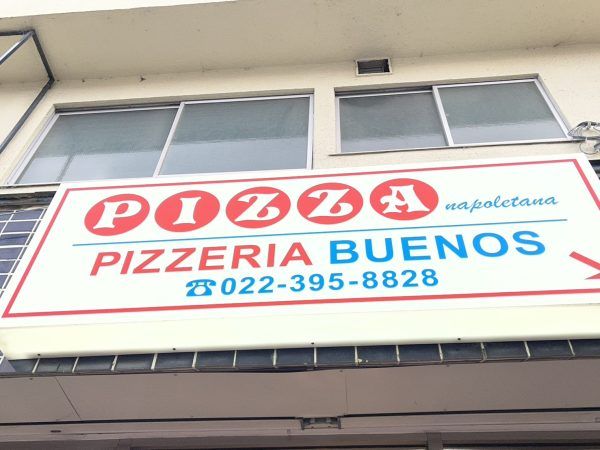 PIZZA napoletana
PIZZERIA BUENOS
☎022-395-8828